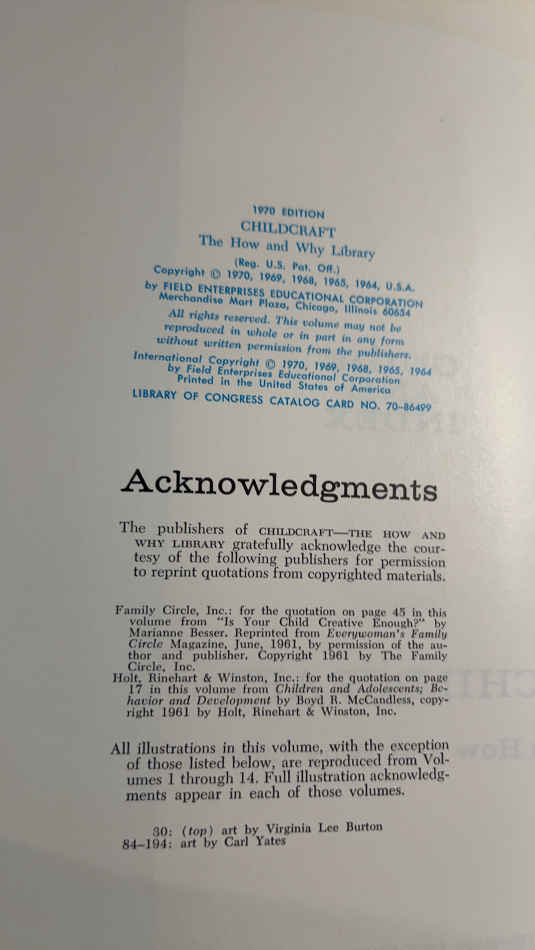 1970 EDITION
CHILDCRAFT
The How and Why Library
(Reg. U.S. Pat. Off.)
Copyright © 1970, 1969, 1968, 1965, 1964, U.S.A.
by FIELD ENTERPRISES EDUCATIONAL CORPORATION
Merchandise Mart Plaza, Chicago, Illinois 60654
All rights reserved. This volume may not be
reproduced in whole or in part in any form
without written permission from the publishers.
International Copyright © 1970, 1969, 1968, 1965, 1964
by Field Enterprises Educational Corporation
Printed in the United States of America
LIBRARY OF CONGRESS CATALOG CARD NO. 70-86499
Acknowledgments
The publishers of CHILDCRAFT—THE HOW AND
WHY LIBRARY gratefully acknowledge the cour-
tesy of the following publishers for permission
to reprint quotations from copyrighted materials.
Family Circle, Inc.: for the quotation on page 45 in this
volume from "Is Your Child Creative Enough?" by
Marianne Besser. Reprinted from Everywoman's Family
Circle Magazine, June, 1961, by permission of the au-
thor and publisher. Copyright 1961 by The Family
Circle, Inc.
Holt, Rinehart & Winston, Inc.: for the quotation on page
17 in this volume from Children and Adolescents; Be-
havior and Development by Boyd R. McCandless, copy-
right 1961 by Holt, Rinehart & Winston, Inc.
All illustrations in this volume, with the exception
of those listed below, are reproduced from Vol-
umes 1 through 14. Full illustration acknowledg-
ments appear in each of those volumes.
30: (top) art by Virginia Lee Burton
84–194: art by Carl Yates